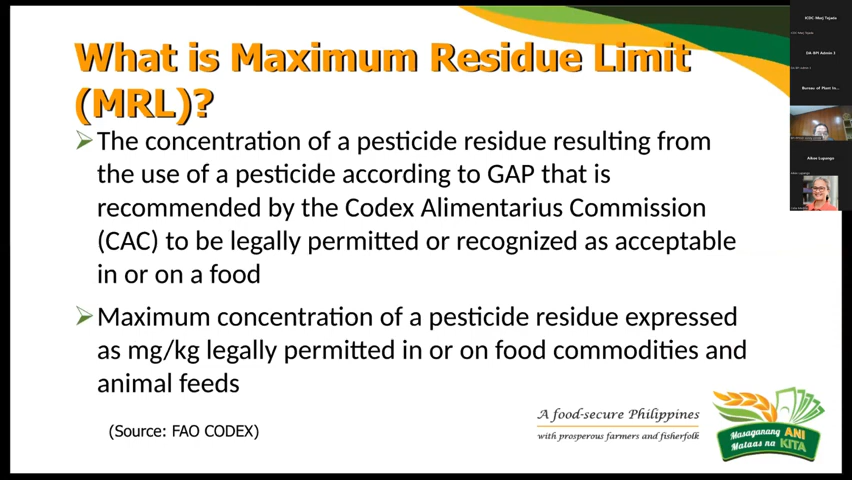 What is Maximum Residue Limit
(MRL)?
The concentration of a pesticide residue resulting from
the use of a pesticide according to GAP that is
recommended by the Codex Alimentarius Commission
(CAC) to be legally permitted or recognized as acceptable
in or on a food
Maximum concentration of a pesticide residue expressed
as mg/kg legally permitted in or on food commodities and
animal feeds
(Source: FAO CODEX)
A food-secure Philippines
with prosperous farmers and fisherfolk
Masaganang ANI
Mataas na KITA
Bureau of Plant In...